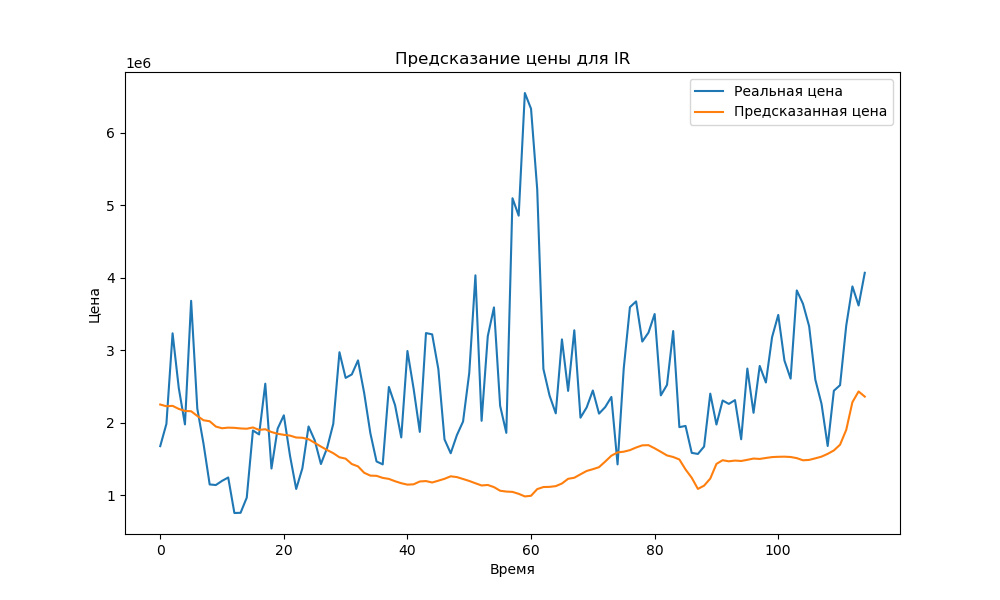 Предсказание цены для IR
1e6
Реальная цена
Предсказанная цена
6
5
4
3
2
1
Цена
0 20 40 60 80 100
Время